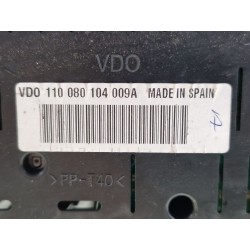 VDO
VDO 110 080 104 009A MADE IN SPAIN
>PP-T40<